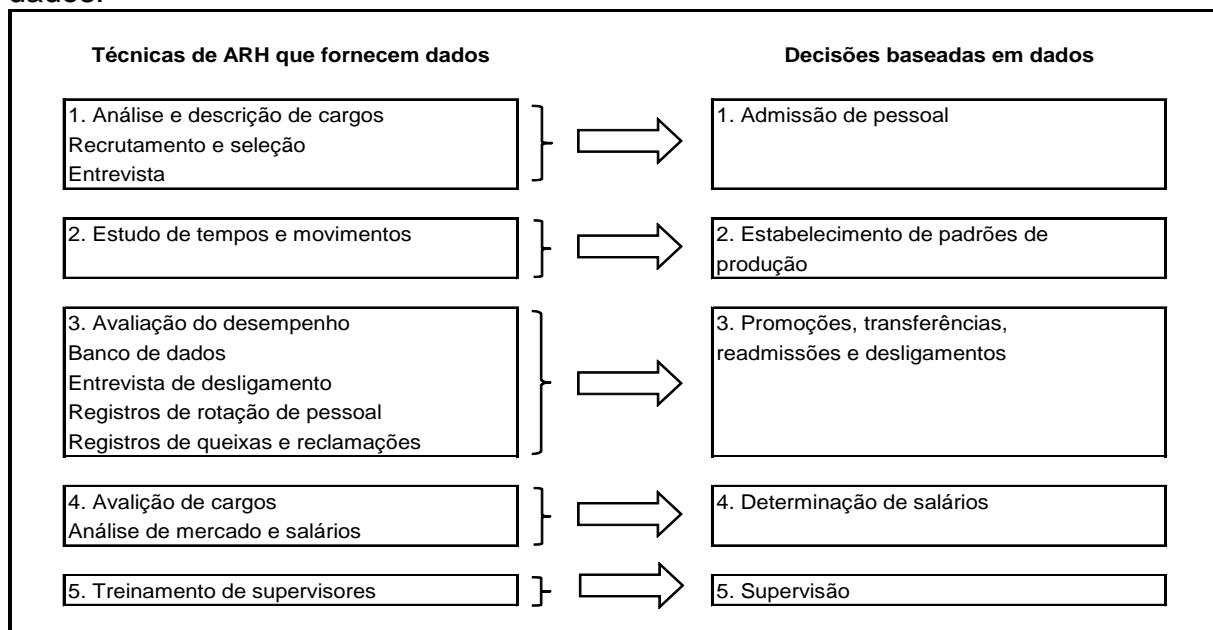 dados:
Técnicas de ARH que fornecem dados
Decisões baseadas em dados
1. Análise e descrição de cargos
Recrutamento e seleção
Entrevista
1. Admissão de pessoal
2. Estudo de tempos e movimentos
2. Estabelecimento de padrões de
produção
3. Avaliação do desempenho
Banco de dados
Entrevista de desligamento
Registros de rotação de pessoal
Registros de queixas e reclamações
3. Promoções, transferências,
readmissões e desligamentos
4. Avalição de cargos
Análise de mercado e salários
4. Determinação de salários
5. Treinamento de supervisores
5. Supervisão